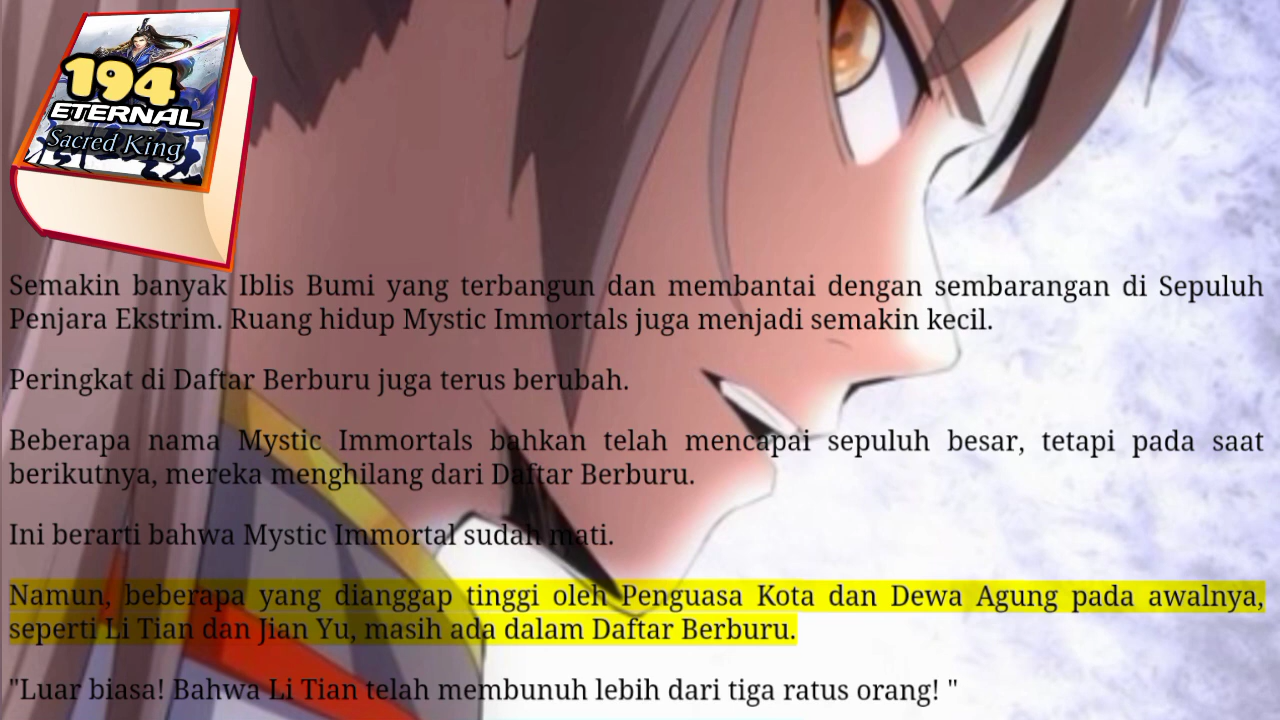 194
ETERNAL
Sacred King
Semakin banyak Iblis Bumi yang terbangun dan membantai dengan sembarangan di Sepuluh
Penjara Ekstrim. Ruang hidup Mystic Immortals juga menjadi semakin kecil.
Peringkat di Daftar Berburu juga terus berubah.
Beberapa nama Mystic Immortals bahkan telah mencapai sepuluh besar, tetapi pada saat
berikutnya, mereka menghilang dari Daftar Berburu.
Ini berarti bahwa Mystic Immortal sudah mati.
Namun, beberapa yang dianggap tinggi oleh Penguasa Kota dan Dewa Agung pada awalnya,
seperti Li Tian dan Jian Yu, masih ada dalam Daftar Berburu.
"Luar biasa! Bahwa Li Tian telah membunuh lebih dari tiga ratus orang! "